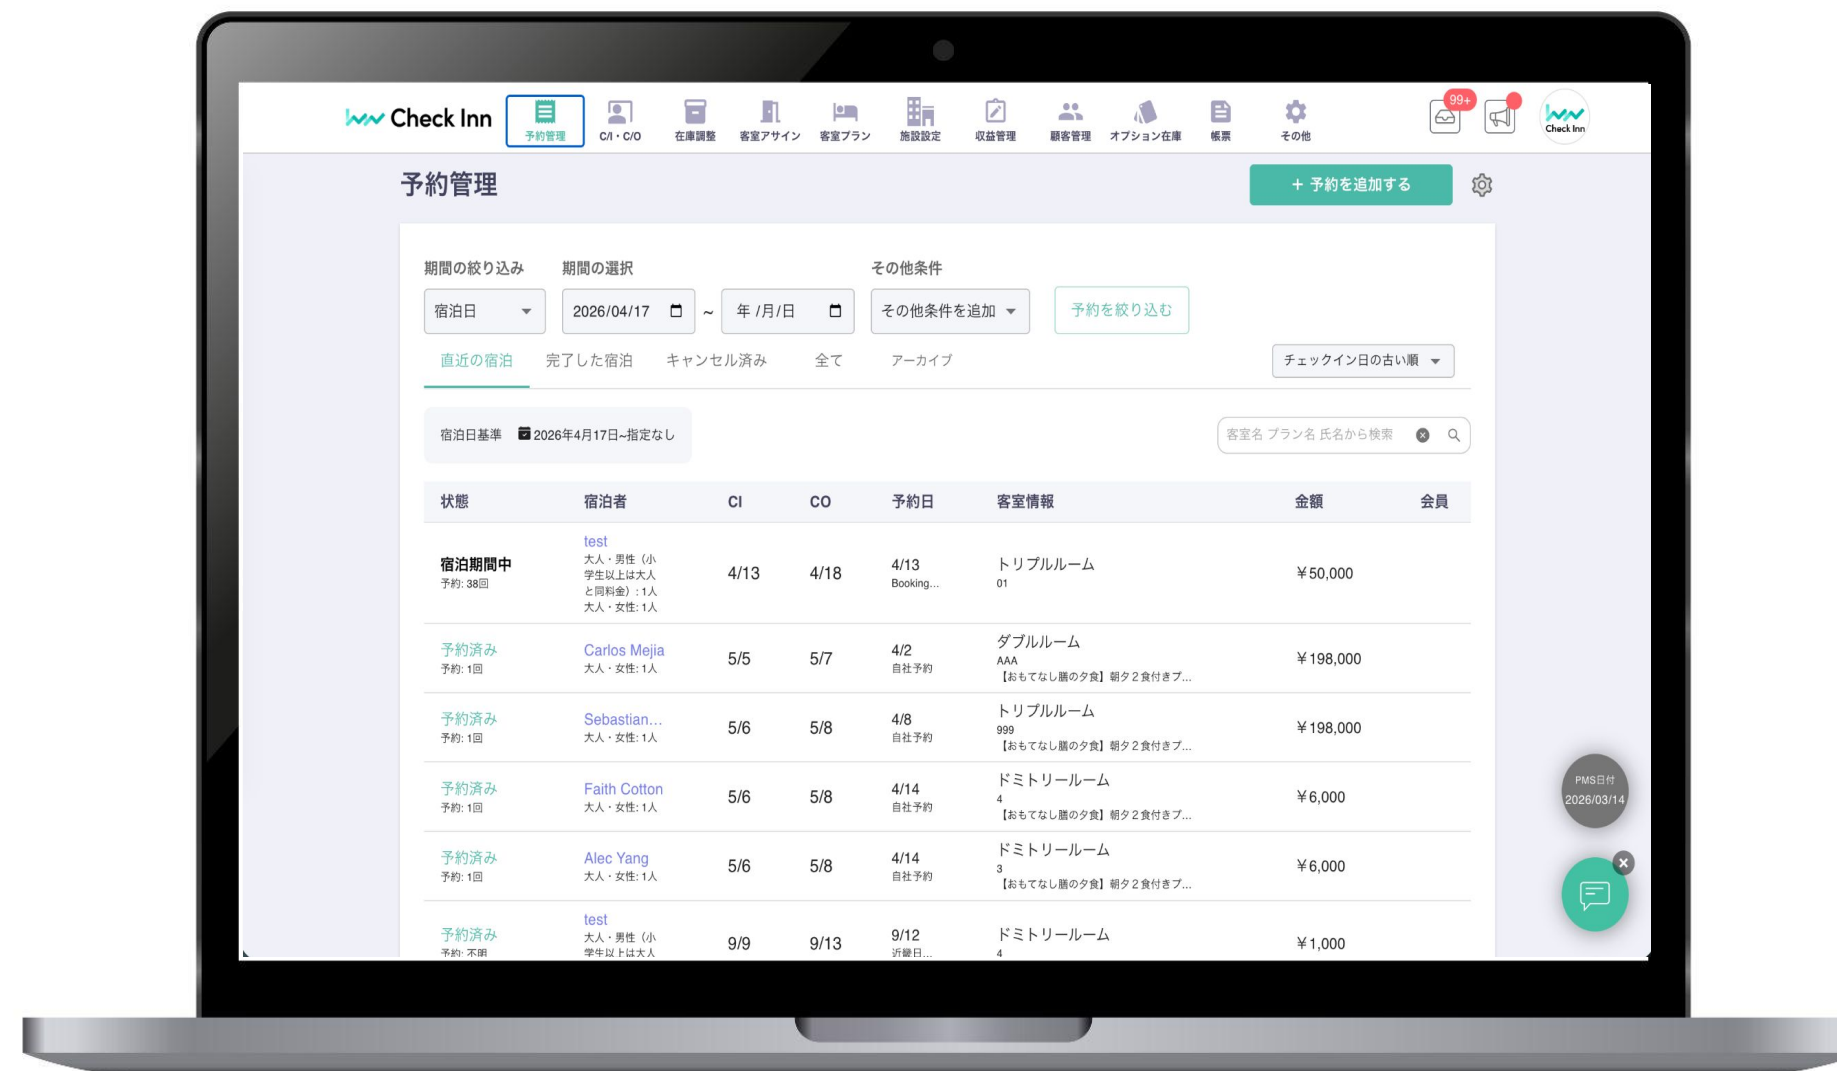 Check Inn
予約管理
C/I・C/O
在庫調整
客室アサイン
客室プラン
施設設定
収益管理
顧客管理
オプション在庫
帳票
その他
99+
Check Inn
予約管理
+ 予約を追加する
期間の絞り込み 期間の選択 その他条件
宿泊日 2026/04/17 ~ 年 /月/日 その他条件を追加 予約を絞り込む
直近の宿泊 完了した宿泊 キャンセル済み 全て アーカイブ チェックイン日の古い順
宿泊日基準 2026年4月17日~指定なし 客室名 プラン名 氏名から検索
状態 宿泊者 CI CO 予約日 客室情報 金額 会員
宿泊期間中
予約: 38回
test
大人・男性（小
学生以上は大人
と同料金）: 1人
大人・女性: 1人
4/13
4/18
4/13
Booking...
トリプルルーム
01
￥50,000
予約済み
予約: 1回
Carlos Mejia
大人・女性: 1人
5/5
5/7
4/2
自社予約
ダブルルーム
AAA
【おもてなし膳の夕食】朝夕２食付きプ...
￥198,000
予約済み
予約: 1回
Sebastian...
大人・女性: 1人
5/6
5/8
4/8
自社予約
トリプルルーム
999
【おもてなし膳の夕食】朝夕２食付きプ...
￥198,000
予約済み
予約: 1回
Faith Cotton
大人・女性: 1人
5/6
5/8
4/14
自社予約
ドミトリールーム
4
【おもてなし膳の夕食】朝夕２食付きプ...
￥6,000
予約済み
予約: 1回
Alec Yang
大人・女性: 1人
5/6
5/8
4/14
自社予約
ドミトリールーム
3
【おもてなし膳の夕食】朝夕２食付きプ...
￥6,000
予約済み
予約: 不明
test
大人・男性（小
学生以上は大人
9/9
9/13
9/12
近畿日...
ドミトリールーム
4
￥1,000
PMS日付
2026/03/14